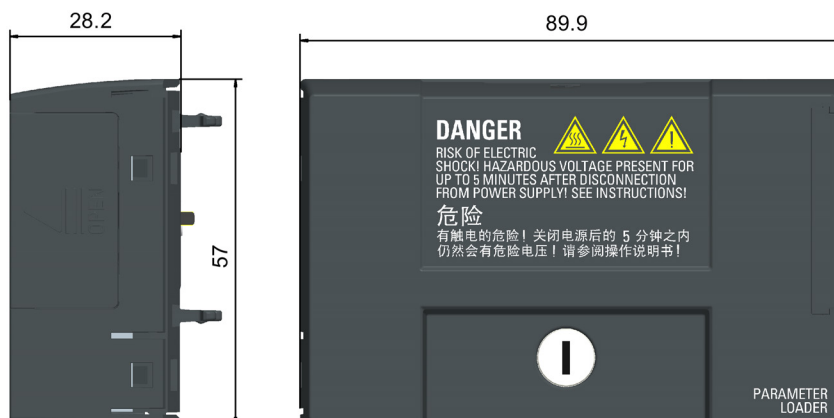 28.2
89.9
57
OPEN
DANGER
RISK OF ELECTRIC
SHOCK! HAZARDOUS VOLTAGE PRESENT FOR
UP TO 5 MINUTES AFTER DISCONNECTION
FROM POWER SUPPLY! SEE INSTRUCTIONS!
危险
有触电的危险！关闭电源后的 5 分钟之内
仍然会有危险电压！请参阅操作说明书！
PARAMETER
LOADER